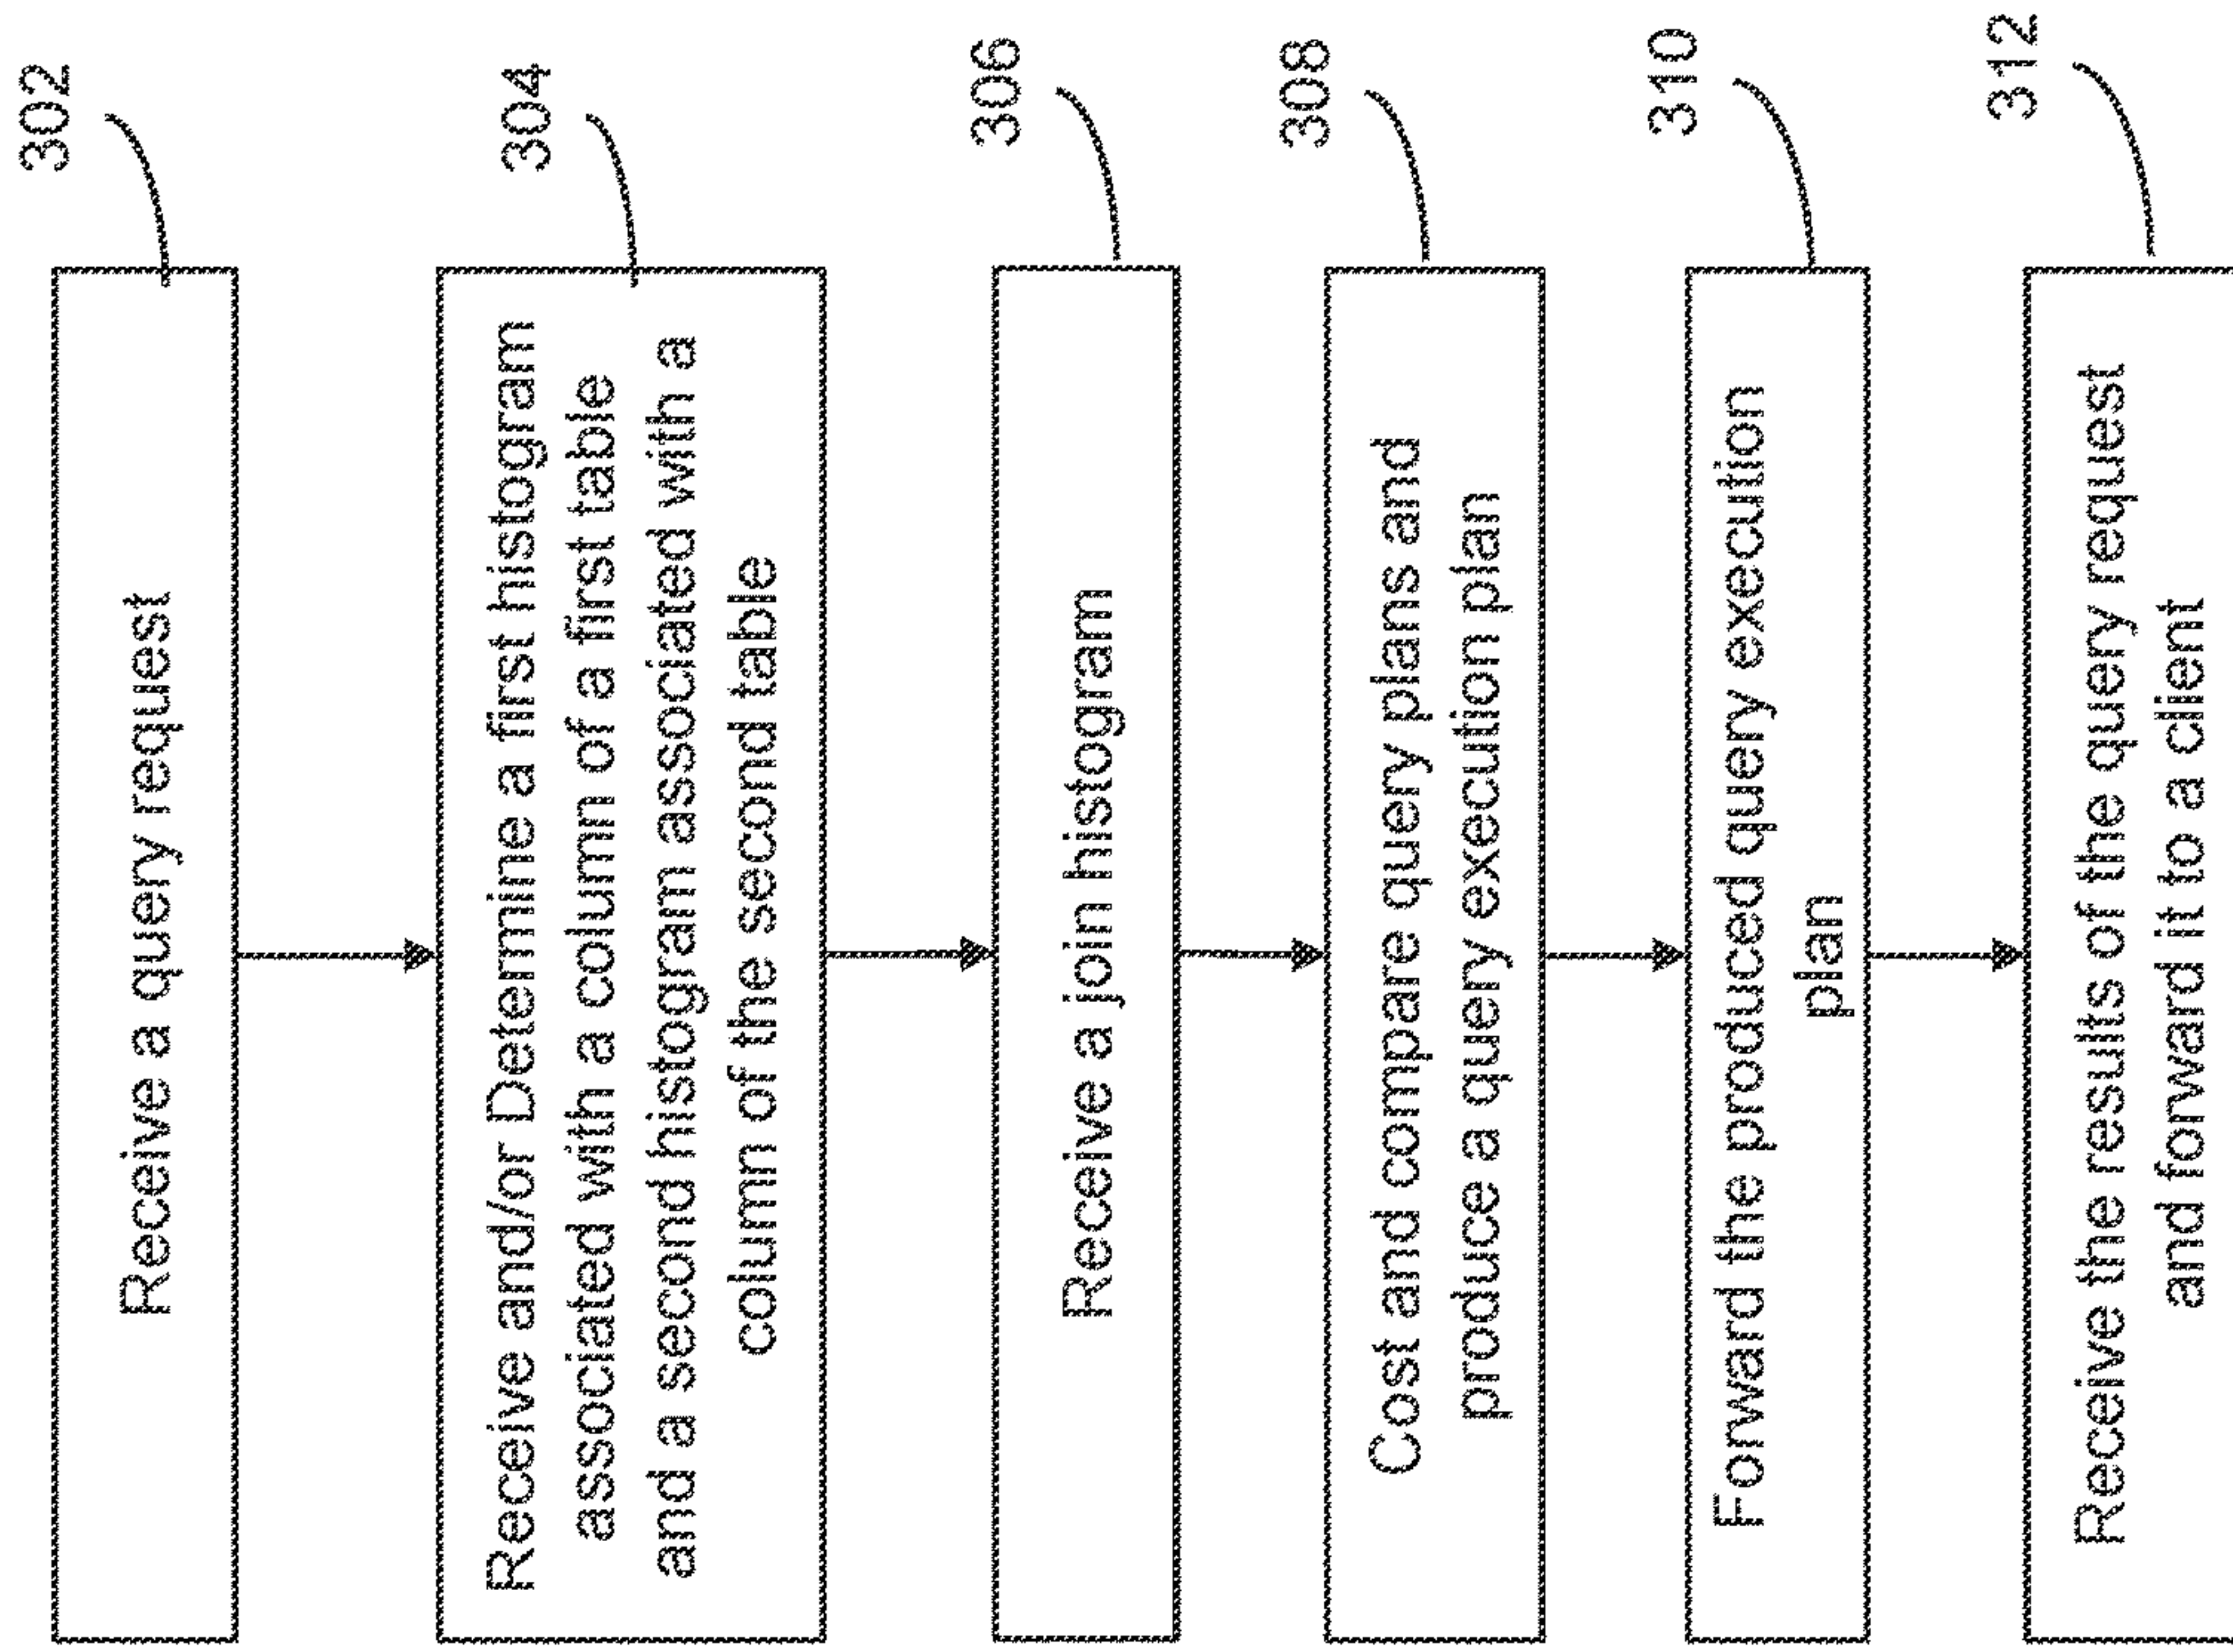 302
Receive a query request
304
Receive and/or Determine a first histogram
associated with a column of a first table
and a second histogram associated with a
column of the second table
306
Receive a join histogram
308
Cost and compare query plans and
produce a query execution plan
310
Forward the produced query execution
plan
312
Receive the results of the query request
and forward it to a client